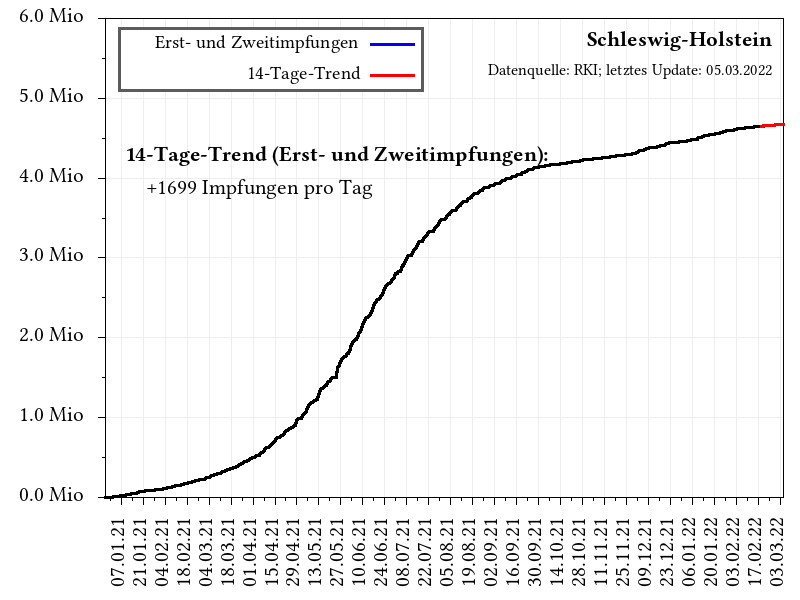 6.0 Mio
5.0 Mio
4.0 Mio
3.0 Mio
2.0 Mio
1.0 Mio
0.0 Mio
Erst- und Zweitimpfungen
14-Tage-Trend
Schleswig-Holstein
Datenquelle: RKI; letztes Update: 05.03.2022
14-Tage-Trend (Erst- und Zweitimpfungen):
+1699 Impfungen pro Tag
07.01.21
21.01.21
04.02.21
18.02.21
04.03.21
18.03.21
01.04.21
15.04.21
29.04.21
13.05.21
27.05.21
10.06.21
24.06.21
08.07.21
22.07.21
05.08.21
19.08.21
02.09.21
16.09.21
30.09.21
14.10.21
28.10.21
11.11.21
25.11.21
09.12.21
23.12.21
06.01.22
20.01.22
03.02.22
17.02.22
03.03.22